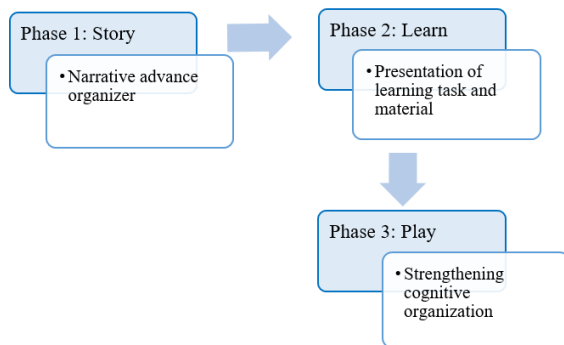 Phase 1: Story
• Narrative advance
organizer
Phase 2: Learn
• Presentation of
learning task and
material
Phase 3: Play
• Strengthening
cognitive
organization